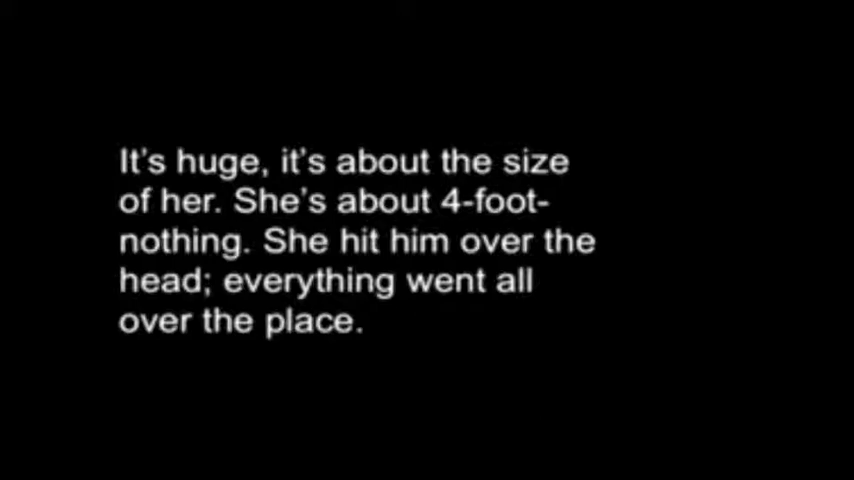 It’s huge, it’s about the size
of her. She’s about 4-foot-
nothing. She hit him over the
head; everything went all
over the place.